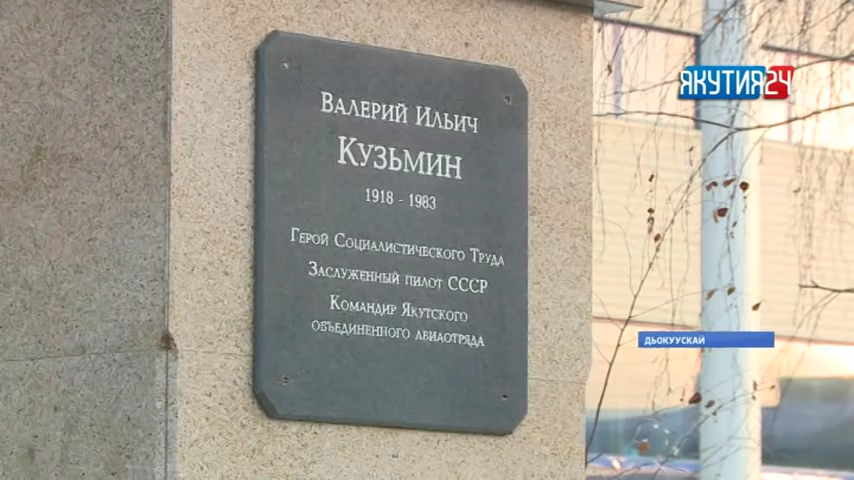 Валерий Ильич
Кузьмин
1918 - 1983
Герой Социалистического Труда
Заслуженный пилот СССР
Командир Якутского
объединенного авиаотряда
ЯКУТИЯ24
ДЬОКУУСКАЙ